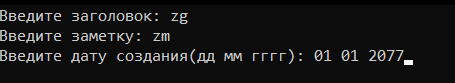 Введите заголовок: zg
Введите заметку: zm
Введите дату создания(дд мм гггг): 01 01 2077